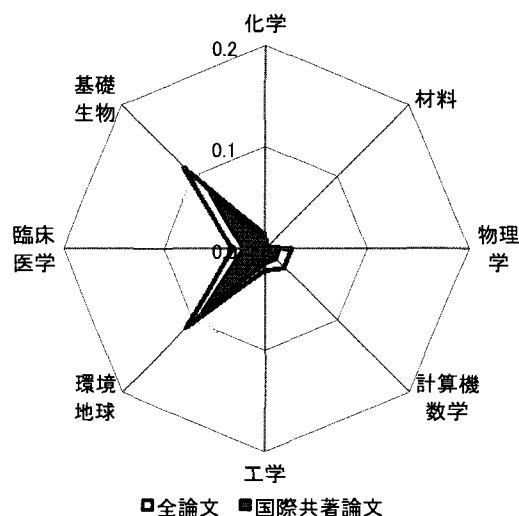 化学
0.2
基礎
生物
材料
0.1
臨床
医学
物理
学
環境
地球
計算機
数学
工学
全論文 国際共著論文